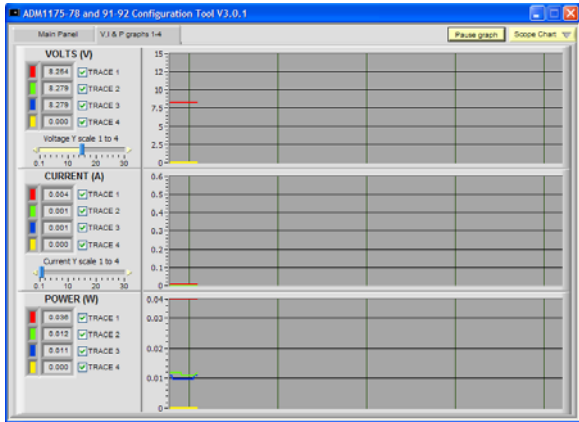 ADM1175-78 and 91-92 Configuration Tool V3.0.1
Main Panel V,I & P graphs 1-4 Pause graph Scope Chart
VOLTS (V)
8.264 TRACE 1
8.279 TRACE 2
8.279 TRACE 3
0.000 TRACE 4
Voltage Y scale 1 to 4
0.1 10 20 30
15
12.5
10
7.5
5
2.5
0
CURRENT (A)
0.004 TRACE 1
0.001 TRACE 2
0.001 TRACE 3
0.000 TRACE 4
Current Y scale 1 to 4
0.1 10 20 30
0.6
0.5
0.4
0.3
0.2
0.1
0
POWER (W)
0.036 TRACE 1
0.012 TRACE 2
0.011 TRACE 3
0.000 TRACE 4
0.04
0.03
0.02
0.01
0